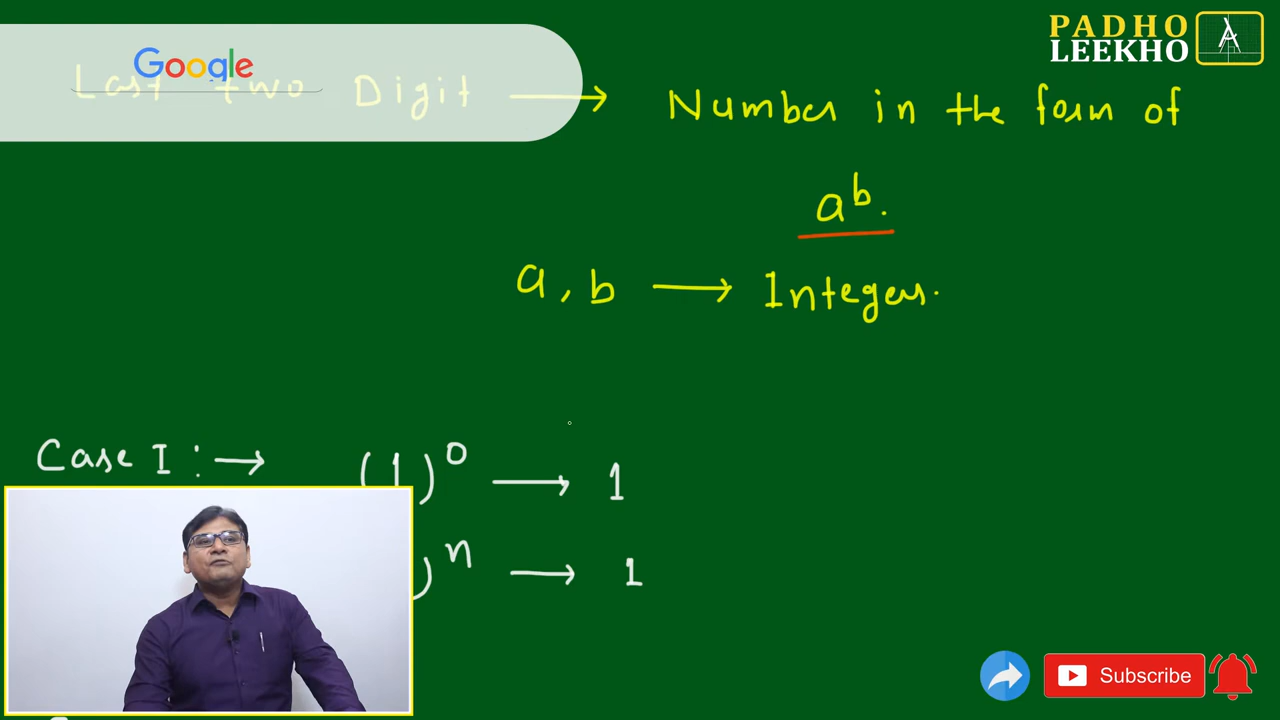 PADHO
LEEKHO
Google
Last two Digit → Number in the form of
a^b.
a, b → Integers.
Case I :→ (1)^0 → 1
)^n → 1
Subscribe